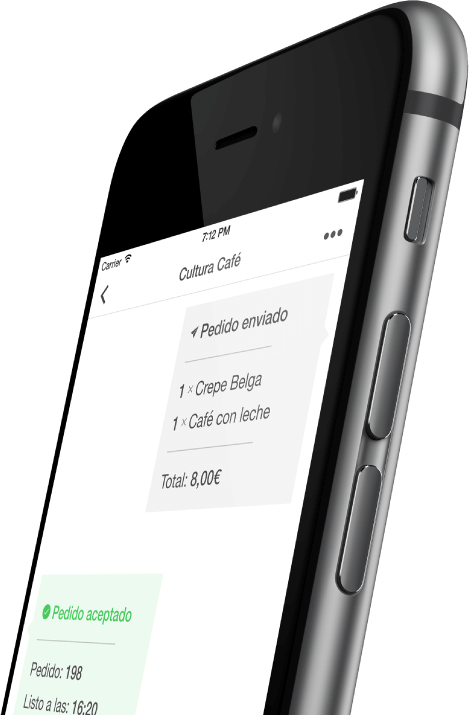 Carrier 7:12 PM
Cultura Café
Pedido enviado
1 × Crepe Belga
1 × Café con leche
Total: 8,00€
Pedido aceptado
Pedido: 198
Listo a las: 16:20